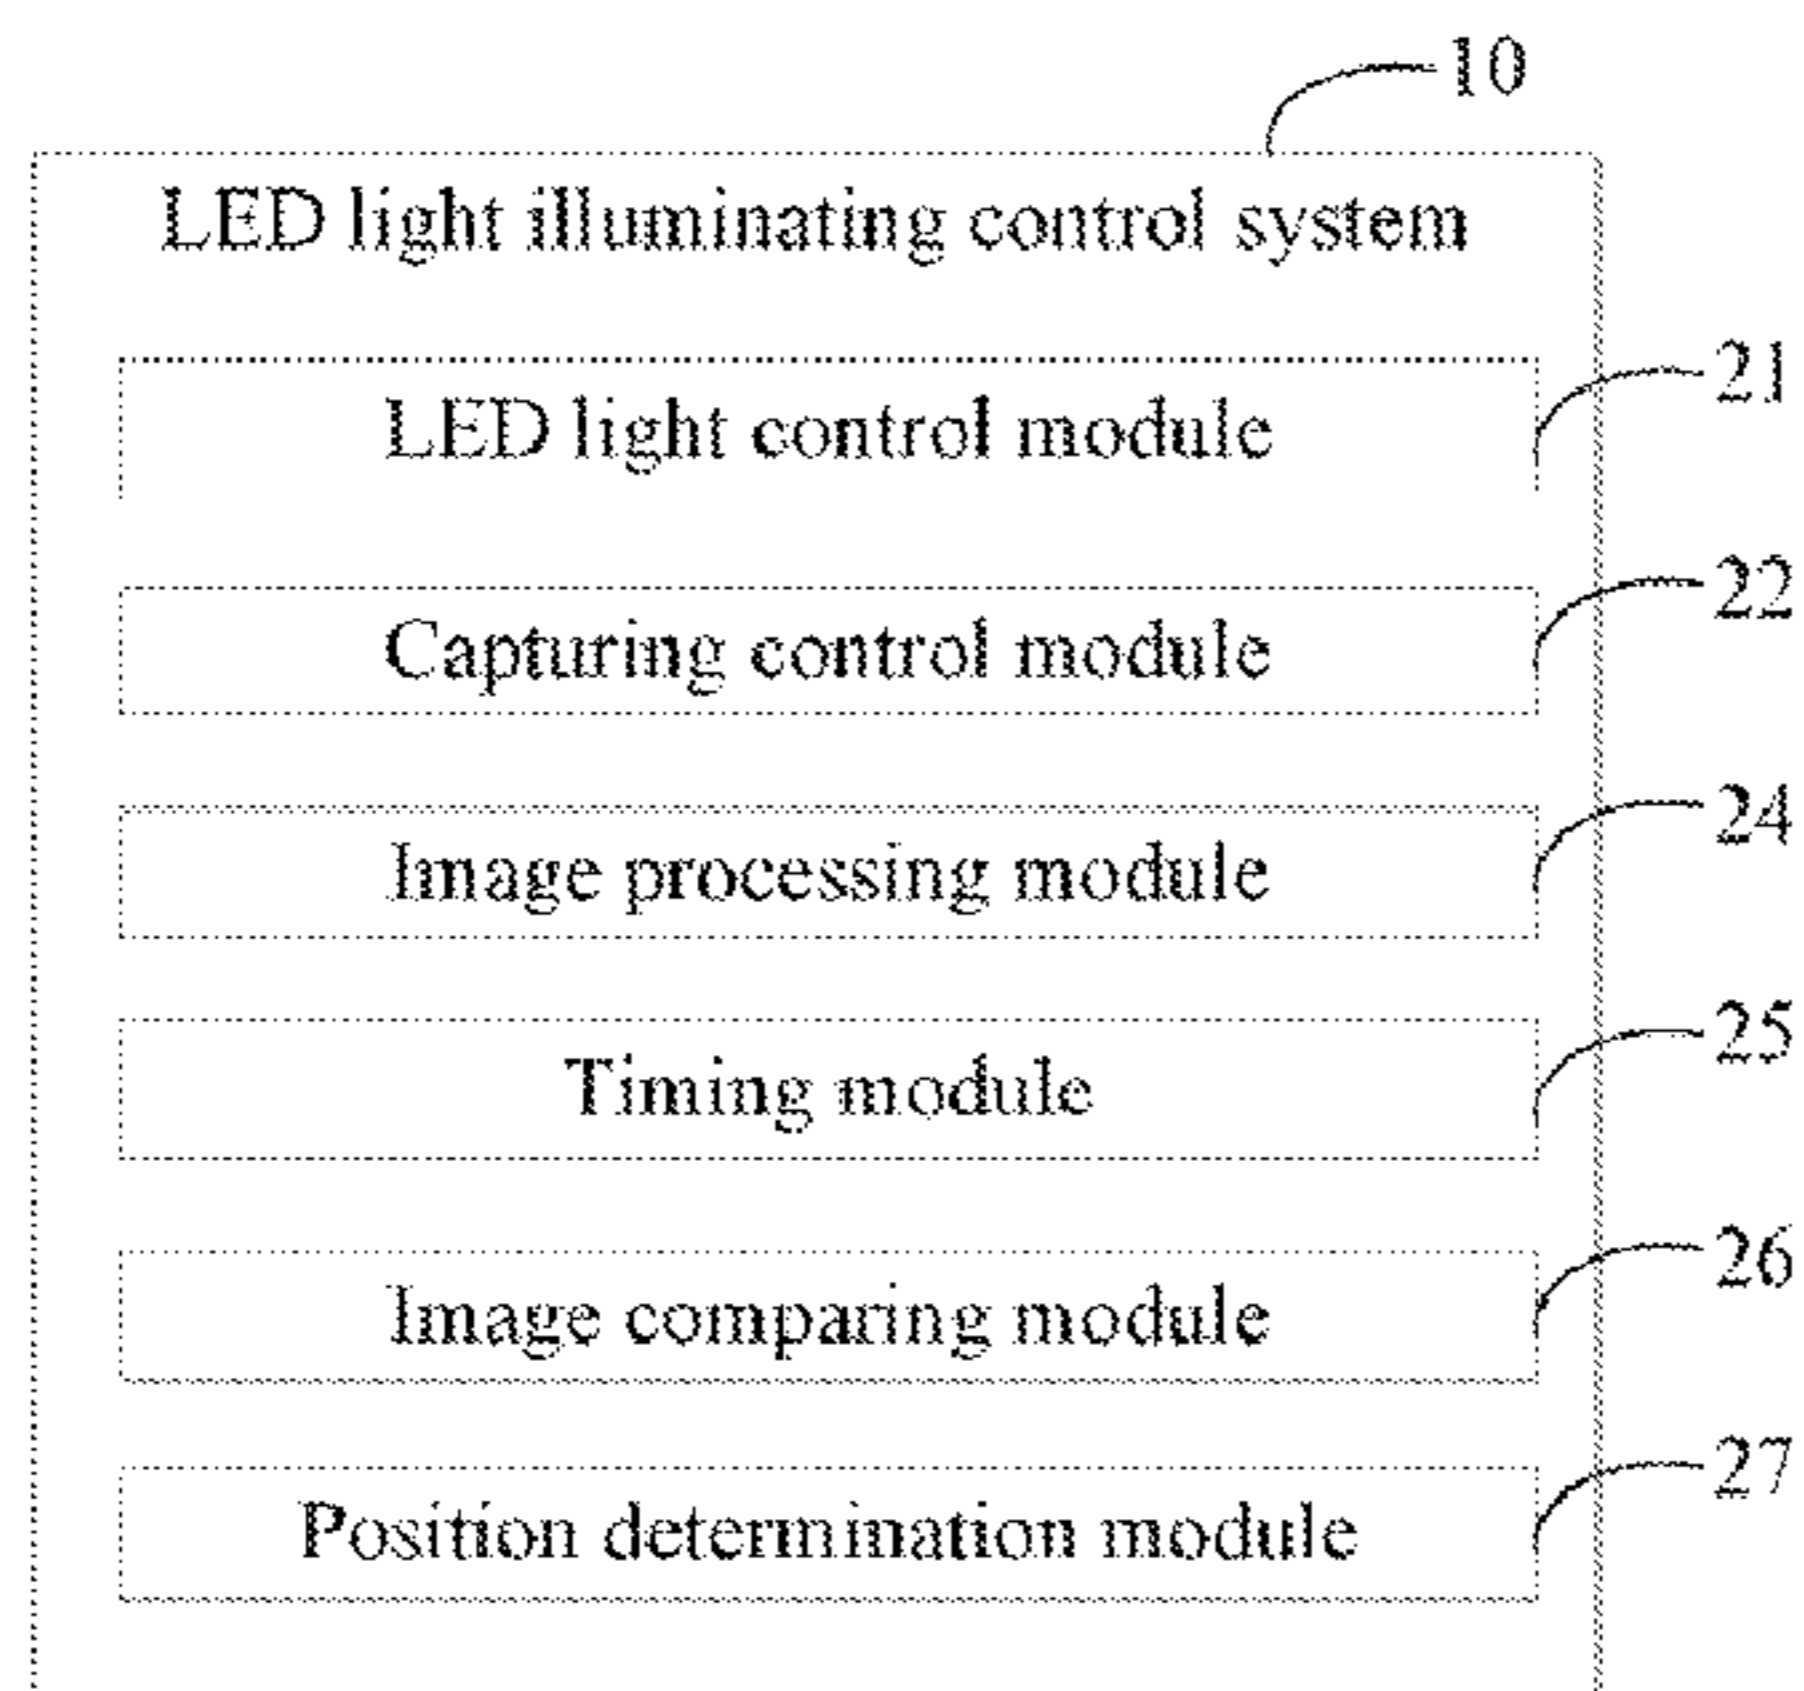 10
LED light illuminating control system
LED light control module
21
Capturing control module
22
Image processing module
24
Timing module
25
Image comparing module
26
Position determination module
27